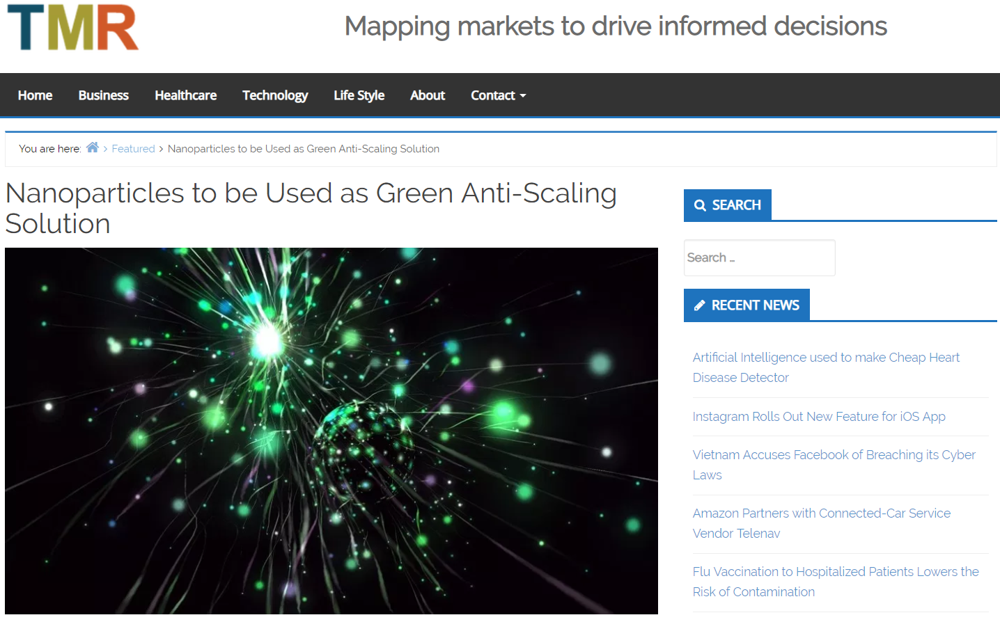 TMR
Mapping markets to drive informed decisions
Home Business Healthcare Technology Life Style About Contact
You are here: Featured Nanoparticles to be Used as Green Anti-Scaling Solution
Nanoparticles to be Used as Green Anti-Scaling
Solution
SEARCH
Search ...
RECENT NEWS
Artificial Intelligence used to make Cheap Heart
Disease Detector
Instagram Rolls Out New Feature for iOS App
Vietnam Accuses Facebook of Breaching its Cyber
Laws
Amazon Partners with Connected-Car Service
Vendor Telenav
Flu Vaccination to Hospitalized Patients Lowers the
Risk of Contamination